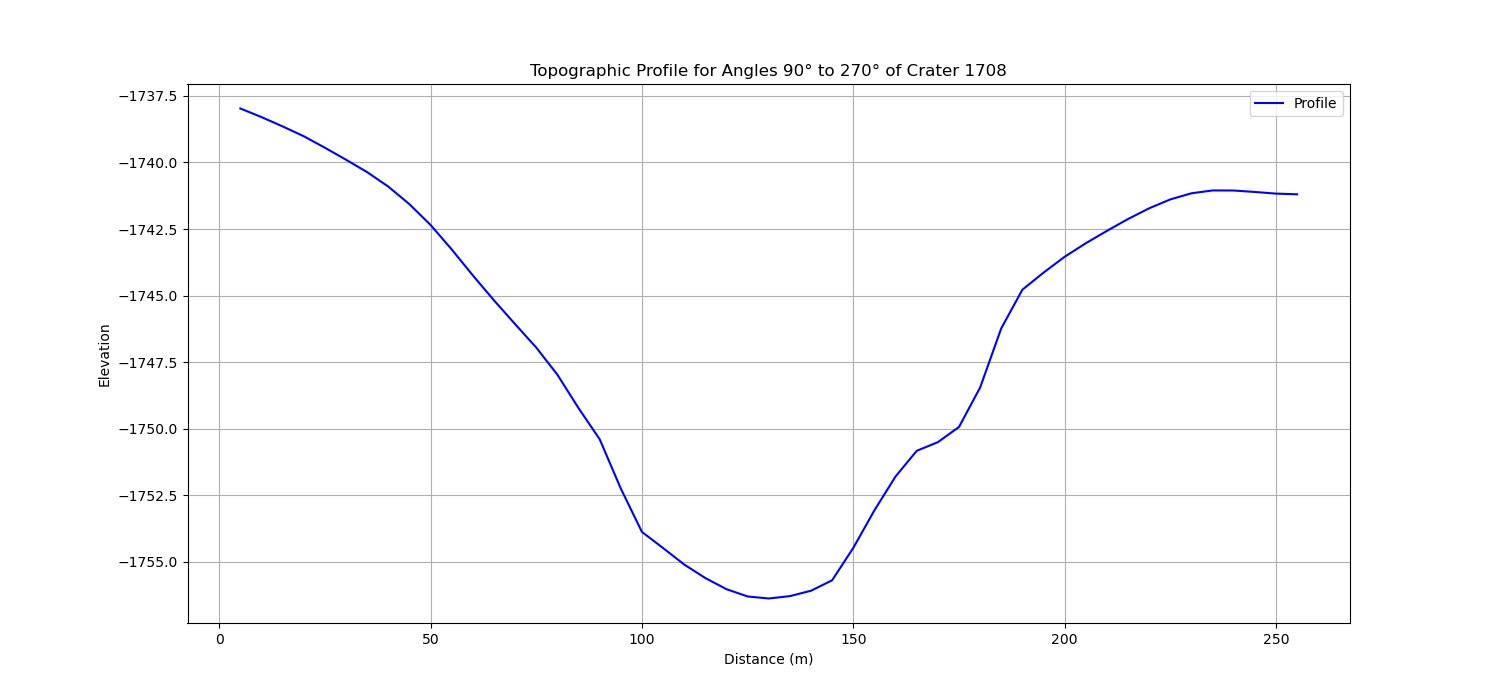 Topographic Profile for Angles 90° to 270° of Crater 1708
Profile
Elevation
−1737.5
−1740.0
−1742.5
−1745.0
−1747.5
−1750.0
−1752.5
−1755.0
0 50 100 150 200 250
Distance (m)